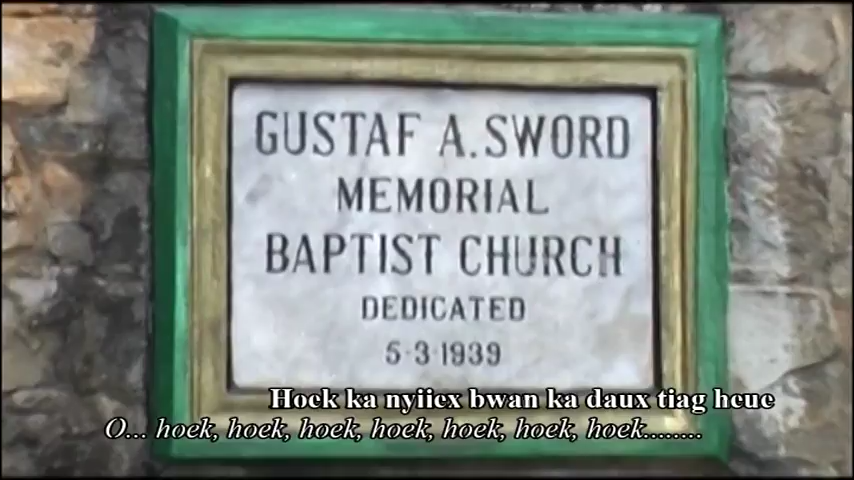 GUSTAF A. SWORD
MEMORIAL
BAPTIST CHURCH
DEDICATED
5-3-1939
Hoek ka nyiiex bwan ka daux tiag heue
O... hoek, hoek, hoek, hoek, hoek, hoek, hoek........